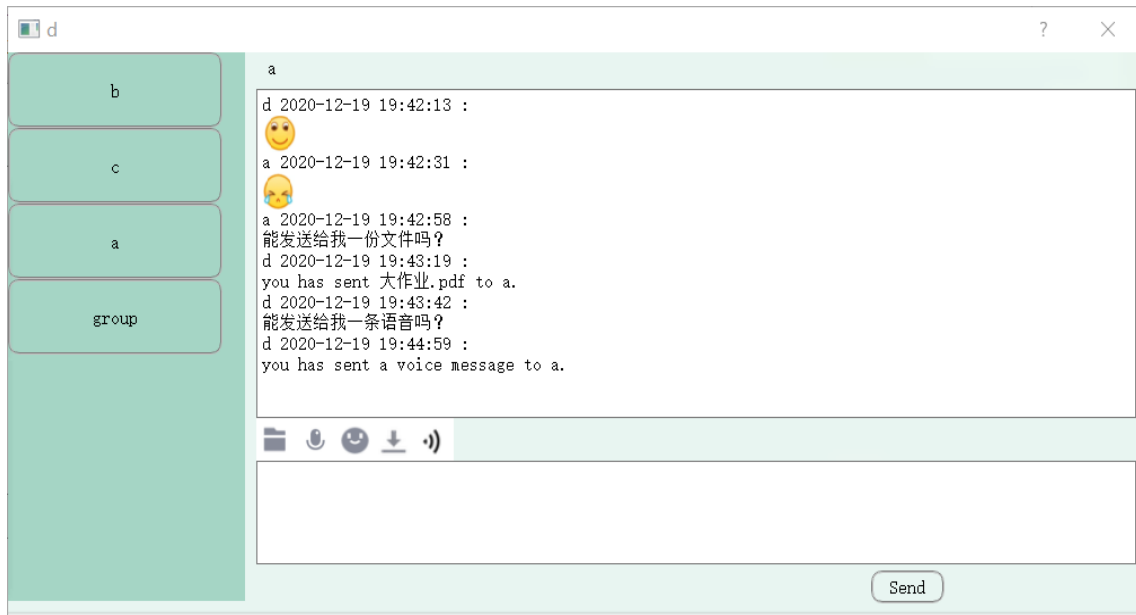 d
?
b
c
a
group
a
d 2020-12-19 19:42:13 :
a 2020-12-19 19:42:31 :
a 2020-12-19 19:42:58 :
能发送给我一份文件吗？
d 2020-12-19 19:43:19 :
you has sent 大作业.pdf to a.
d 2020-12-19 19:43:42 :
能发送给我一条语音吗？
d 2020-12-19 19:44:59 :
you has sent a voice message to a.
Send